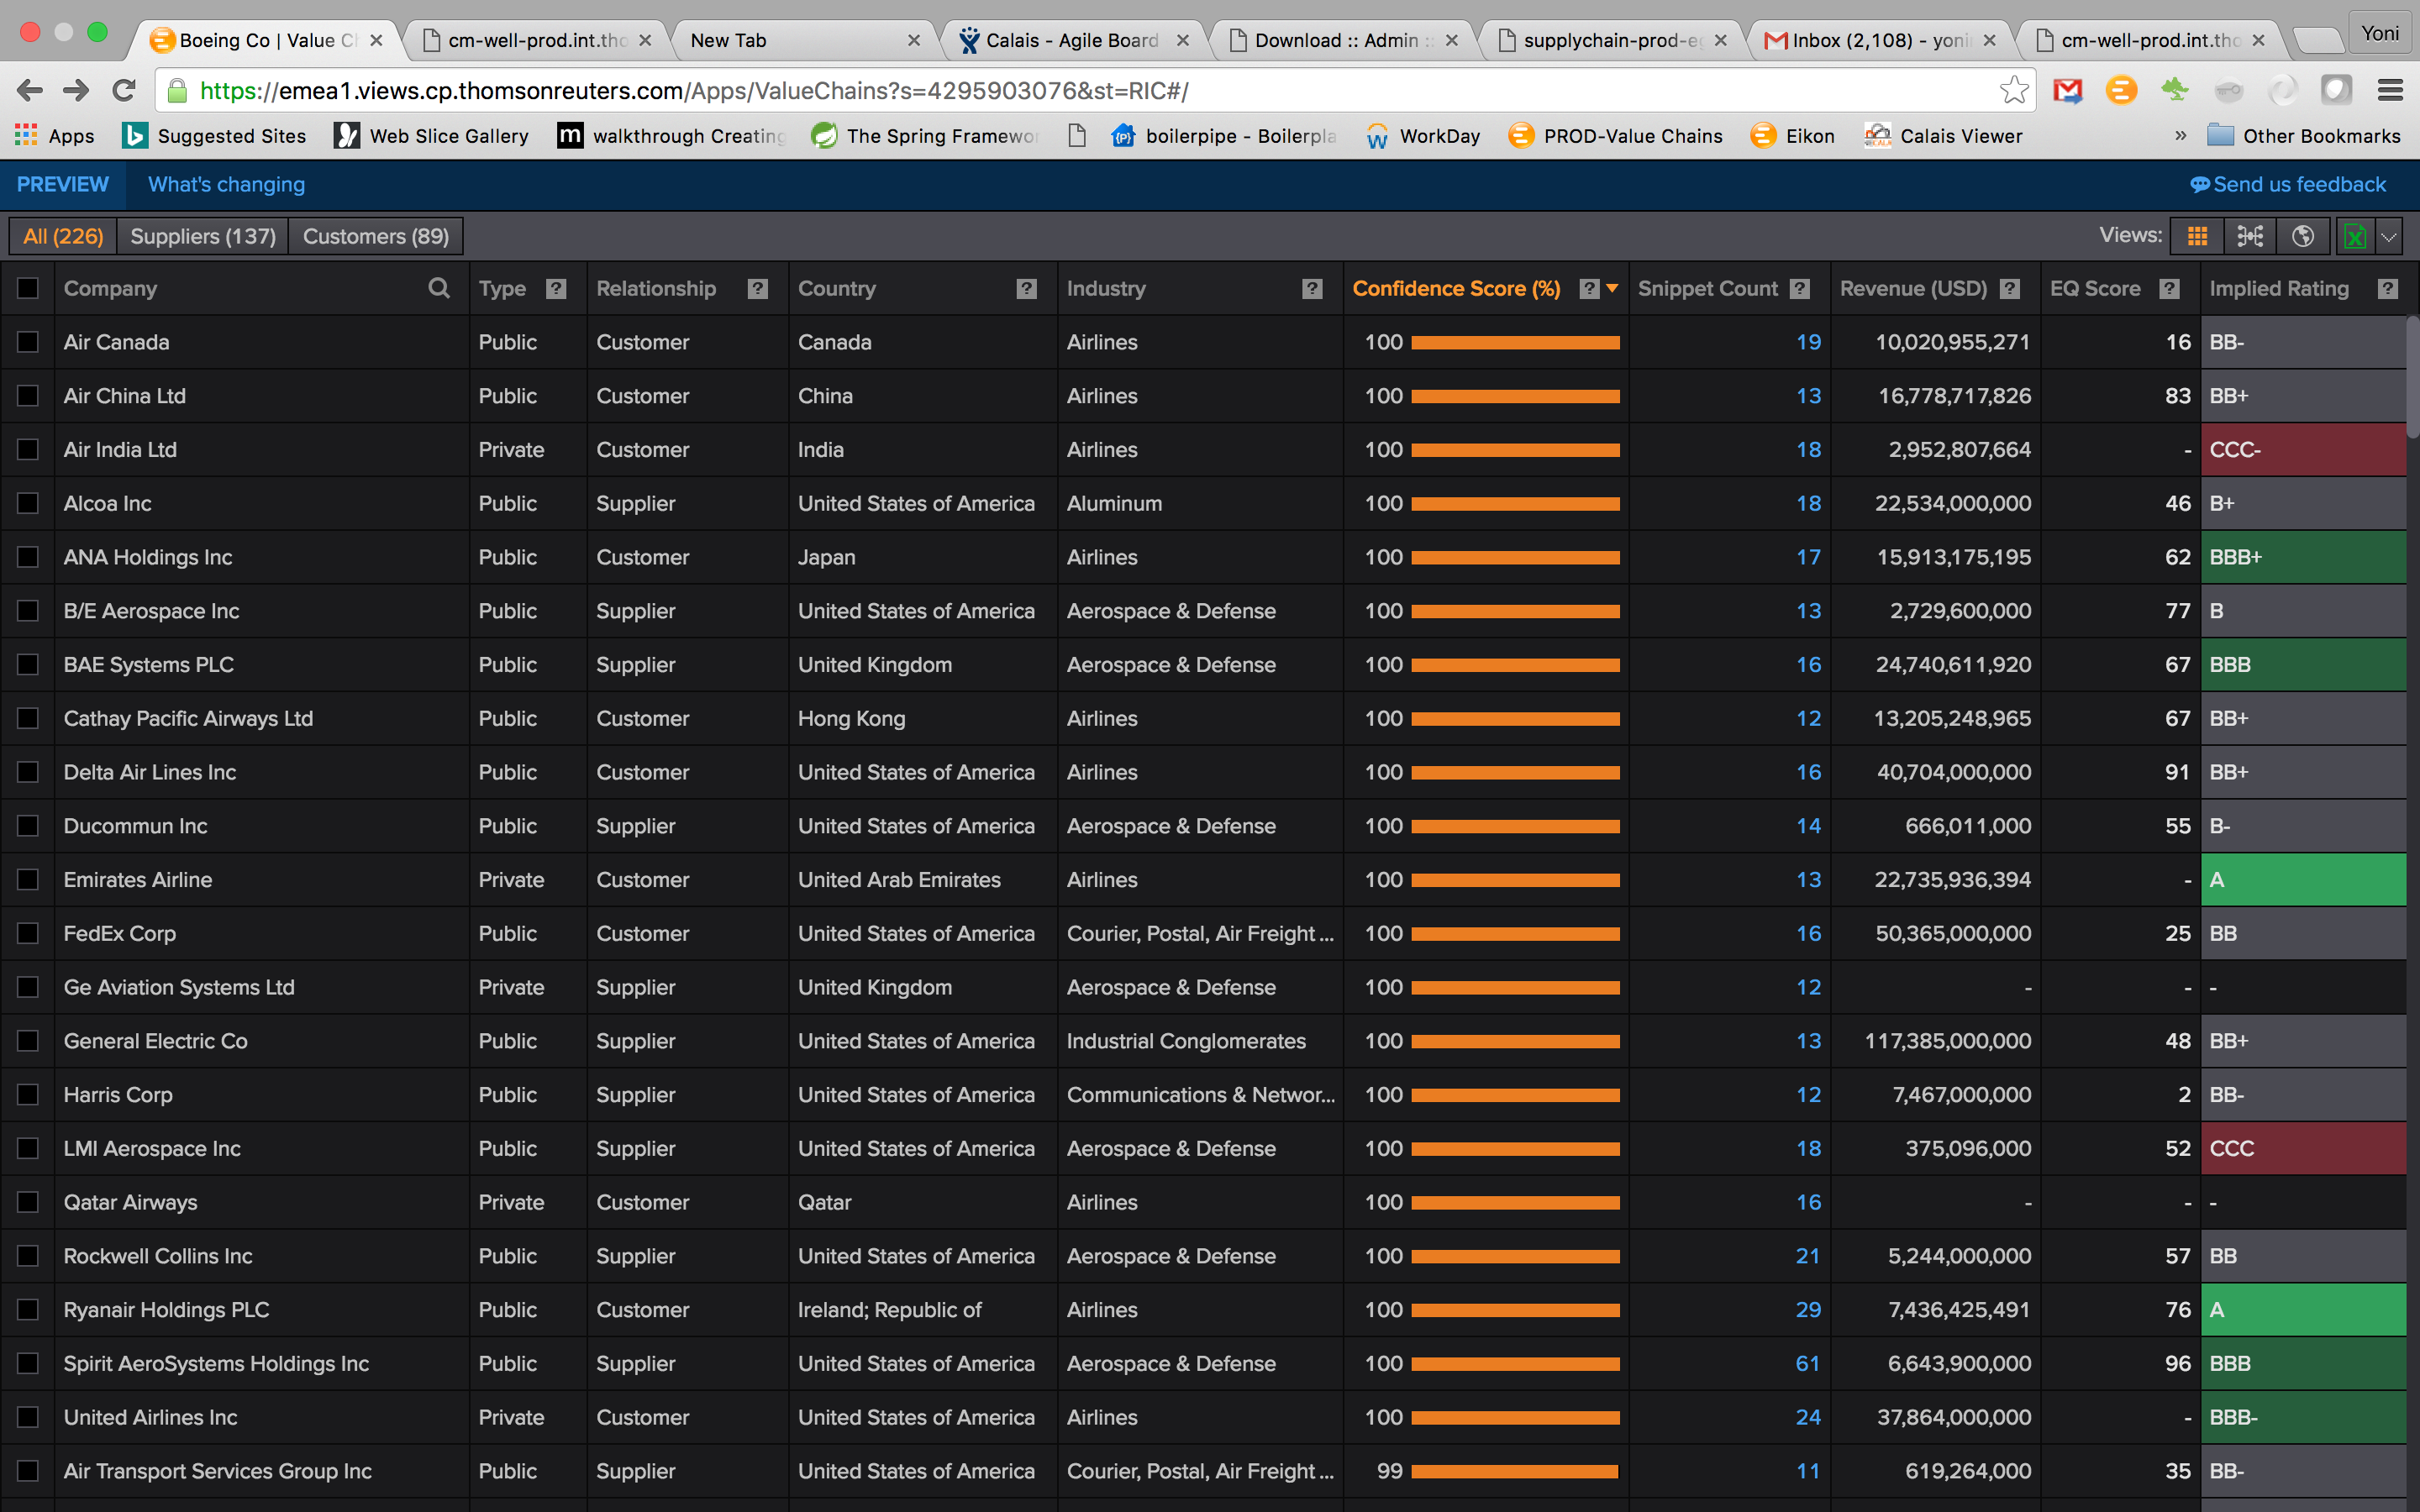 Boeing Co | Value Ch
cm-well-prod.int.tho
New Tab
Calais - Agile Board
Download :: Admin ::
supplychain-prod-eg
Inbox (2,108) - yoni
cm-well-prod.int.tho
Yoni
https://emea1.views.cp.thomsonreuters.com/Apps/ValueChains?s=4295903076&st=RIC#/
Apps Suggested Sites Web Slice Gallery walkthrough Creating The Spring Framewor boilerpipe - Boilerpla WorkDay PROD-Value Chains Eikon Calais Viewer » Other Bookmarks
PREVIEW What's changing Send us feedback
All (226) Suppliers (137) Customers (89) Views:
Company Type ? Relationship ? Country ? Industry ? Confidence Score (%) ? Snippet Count ? Revenue (USD) ? EQ Score ? Implied Rating ?
Air Canada Public Customer Canada Airlines 100 19 10,020,955,271 16 BB-
Air China Ltd Public Customer China Airlines 100 13 16,778,717,826 83 BB+
Air India Ltd Private Customer India Airlines 100 18 2,952,807,664 - CCC-
Alcoa Inc Public Supplier United States of America Aluminum 100 18 22,534,000,000 46 B+
ANA Holdings Inc Public Customer Japan Airlines 100 17 15,913,175,195 62 BBB+
B/E Aerospace Inc Public Supplier United States of America Aerospace & Defense 100 13 2,729,600,000 77 B
BAE Systems PLC Public Supplier United Kingdom Aerospace & Defense 100 16 24,740,611,920 67 BBB
Cathay Pacific Airways Ltd Public Customer Hong Kong Airlines 100 12 13,205,248,965 67 BB+
Delta Air Lines Inc Public Customer United States of America Airlines 100 16 40,704,000,000 91 BB+
Ducommun Inc Public Supplier United States of America Aerospace & Defense 100 14 666,011,000 55 B-
Emirates Airline Private Customer United Arab Emirates Airlines 100 13 22,735,936,394 - A
FedEx Corp Public Customer United States of America Courier, Postal, Air Freight ... 100 16 50,365,000,000 25 BB
Ge Aviation Systems Ltd Private Supplier United Kingdom Aerospace & Defense 100 12 - - -
General Electric Co Public Supplier United States of America Industrial Conglomerates 100 13 117,385,000,000 48 BB+
Harris Corp Public Supplier United States of America Communications & Networ... 100 12 7,467,000,000 2 BB-
LMI Aerospace Inc Public Supplier United States of America Aerospace & Defense 100 18 375,096,000 52 CCC
Qatar Airways Private Customer Qatar Airlines 100 16 - - -
Rockwell Collins Inc Public Supplier United States of America Aerospace & Defense 100 21 5,244,000,000 57 BB
Ryanair Holdings PLC Public Customer Ireland; Republic of Airlines 100 29 7,436,425,491 76 A
Spirit AeroSystems Holdings Inc Public Supplier United States of America Aerospace & Defense 100 61 6,643,900,000 96 BBB
United Airlines Inc Private Customer United States of America Airlines 100 24 37,864,000,000 - BBB-
Air Transport Services Group Inc Public Supplier United States of America Courier, Postal, Air Freight ... 99 11 619,264,000 35 BB-